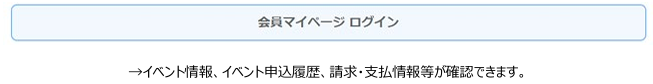 会員マイページ ログイン
→イベント情報、イベント申込履歴、請求・支払情報等が確認できます。